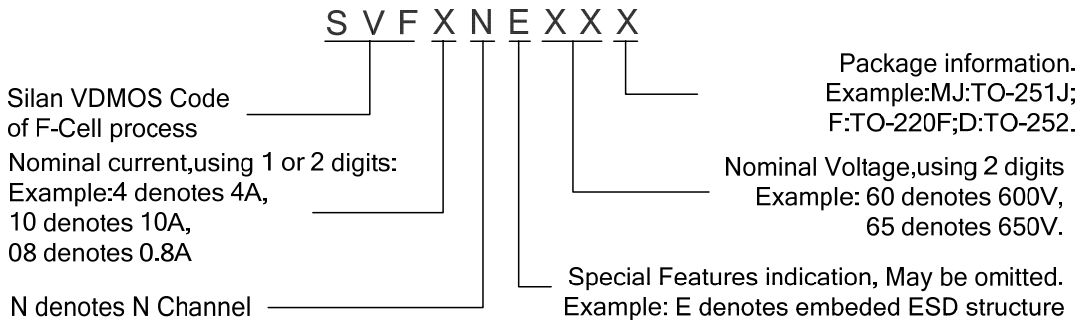 S V F X N E X X X
Silan VDMOS Code
of F-Cell process
Nominal current,using 1 or 2 digits:
Example:4 denotes 4A,
10 denotes 10A,
08 denotes 0.8A
N denotes N Channel
Package information.
Example:MJ:TO-251J;
F:TO-220F;D:TO-252.
Nominal Voltage,using 2 digits
Example: 60 denotes 600V,
65 denotes 650V.
Special Features indication, May be omitted.
Example: E denotes embeded ESD structure